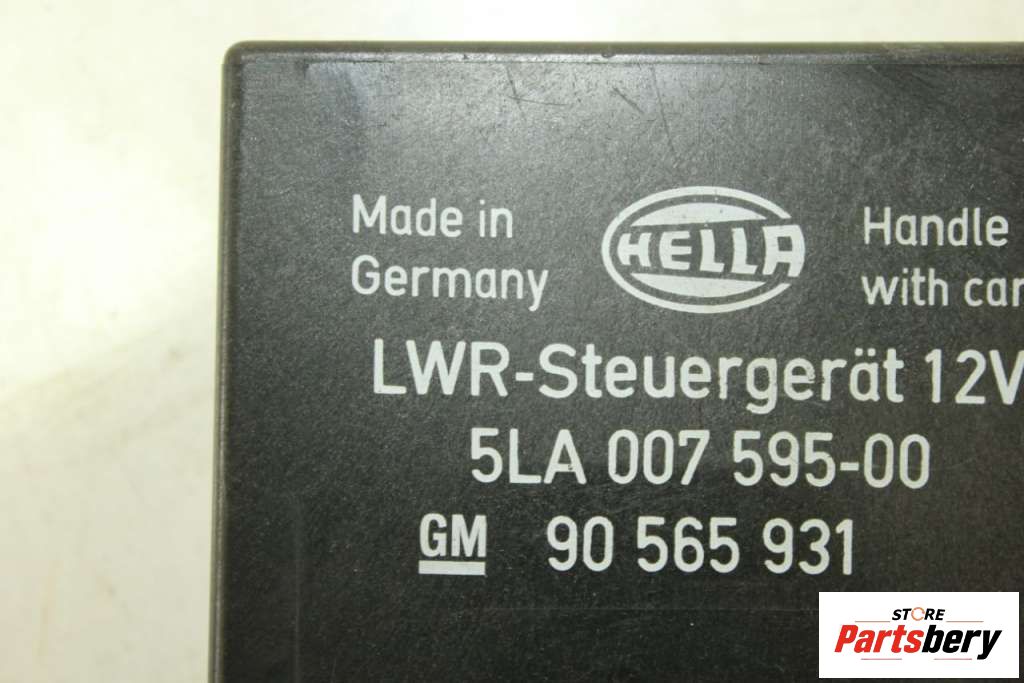 Made in
Germany
HELLA
Handle
with car
LWR-Steuergerät 12V
5LA 007 595-00
GM 90 565 931
STORE
Partsbery